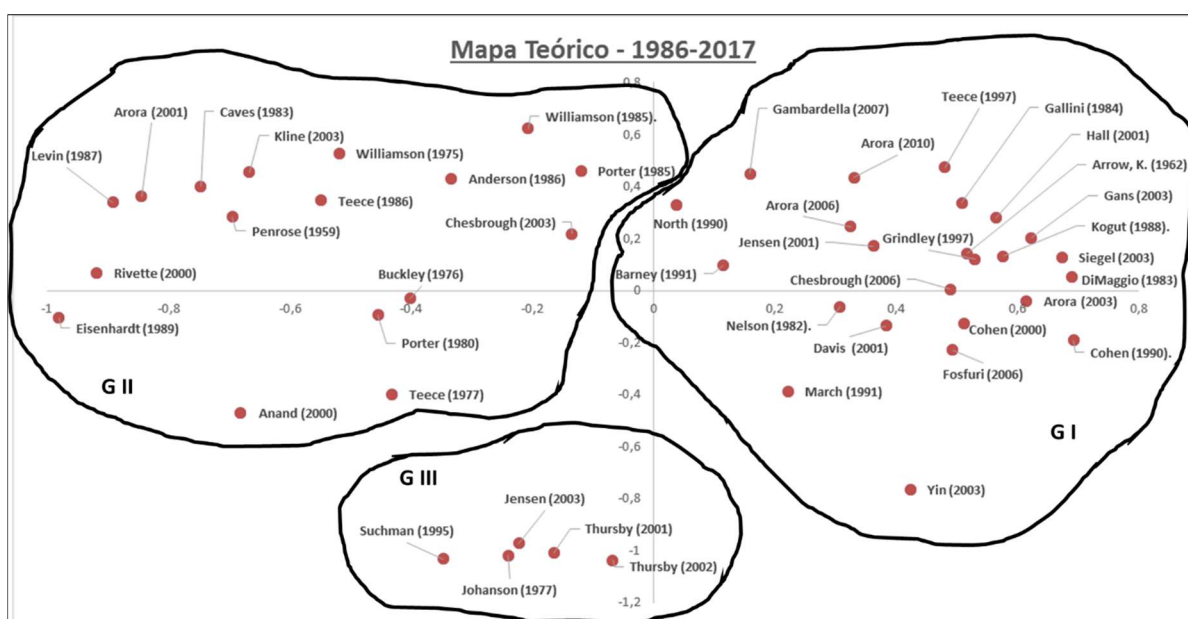 Mapa Teórico - 1986-2017
0,8
Williamson (1985).
Gambardella (2007)
Teece (1997)
Gallini (1984)
Arora (2001)
Caves (1983)
Kline (2003)
0,6
Hall (2001)
Arora (2010)
Levin (1987)
Williamson (1975)
Arrow, K. (1962)
Anderson (1986)
Porter (1985)
0,4
Gans (2003)
Teece (1986)
Arora (2006)
Chesbrough (2003)
North (1990)
Kogut (1988).
Penrose (1959)
0,2
Jensen (2001)
Grindley (1997)
Siegel (2003)
Rivette (2000)
Buckley (1976)
Barney (1991)
Chesbrough (2006)
DiMaggio (1983)
-1
-0,8
-0,6
-0,4
-0,2
0
0
0,2
0,4
0,6
0,8
Arora (2003)
Eisenhardt (1989)
Porter (1980)
-0,2
Nelson (1982).
Davis (2001)
Cohen (2000)
Cohen (1990).
Fosfuri (2006)
G II
Teece (1977)
-0,4
March (1991)
Anand (2000)
G I
-0,6
G III
Yin (2003)
-0,8
Jensen (2003)
Suchman (1995)
Thursby (2001)
-1
Thursby (2002)
Johanson (1977)
-1,2